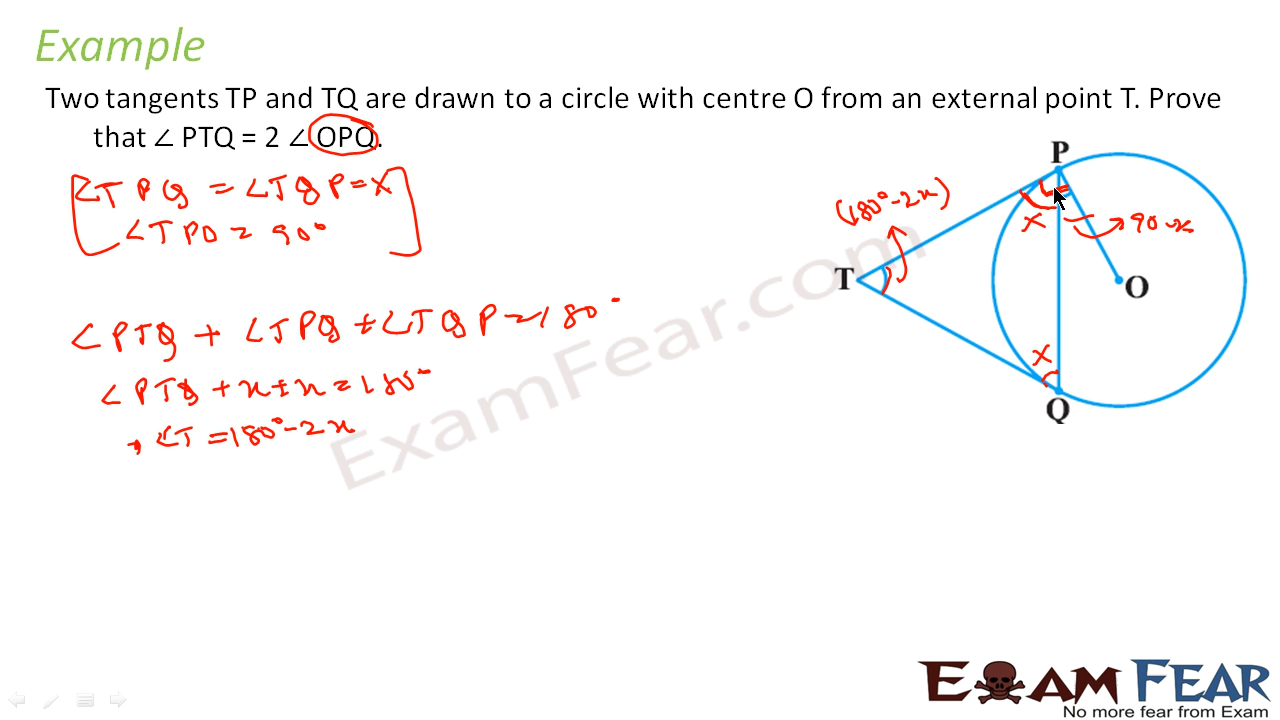 Example
Two tangents TP and TQ are drawn to a circle with centre O from an external point T. Prove
that ∠ PTQ = 2 ∠ OPQ.
∠TPQ = ∠TQP = x
∠TPO = 90°
∠PTQ + ∠TPQ + ∠TQP = 180°
∠PTQ + x + x = 180°
∠T = 180° - 2x
(180° - 2x)
P
x
90-x
T
O
x
Q
ExamFear.com
EXAM FEAR
No more fear from Exam